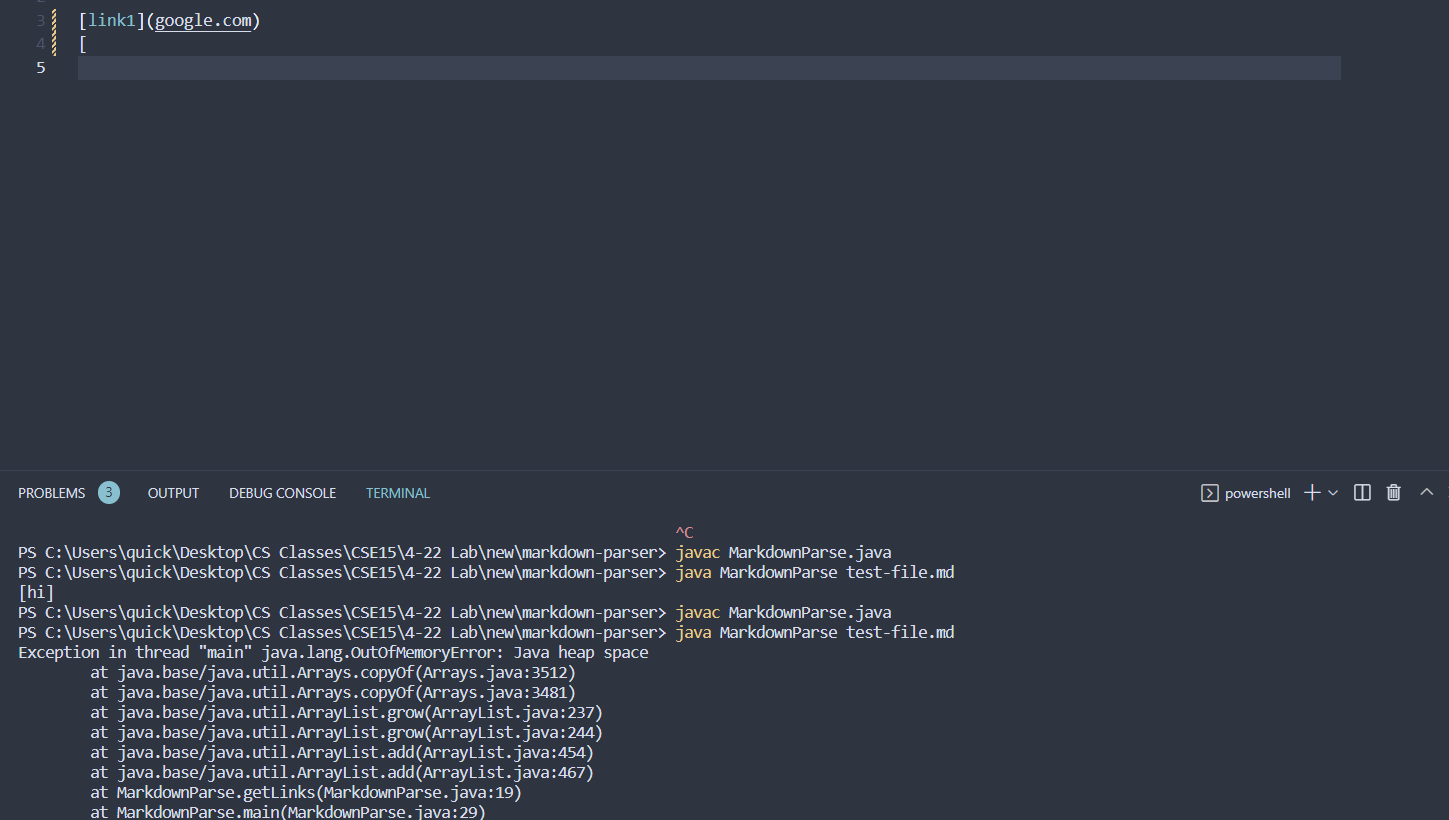 3 [link1](google.com)
4 [
5
PROBLEMS 3 OUTPUT DEBUG CONSOLE TERMINAL powershell
^C
PS C:\Users\quick\Desktop\CS Classes\CSE15\4-22 Lab\new\markdown-parser> javac MarkdownParse.java
PS C:\Users\quick\Desktop\CS Classes\CSE15\4-22 Lab\new\markdown-parser> java MarkdownParse test-file.md
[hi]
PS C:\Users\quick\Desktop\CS Classes\CSE15\4-22 Lab\new\markdown-parser> javac MarkdownParse.java
PS C:\Users\quick\Desktop\CS Classes\CSE15\4-22 Lab\new\markdown-parser> java MarkdownParse test-file.md
Exception in thread "main" java.lang.OutOfMemoryError: Java heap space
at java.base/java.util.Arrays.copyOf(Arrays.java:3512)
at java.base/java.util.Arrays.copyOf(Arrays.java:3481)
at java.base/java.util.ArrayList.grow(ArrayList.java:237)
at java.base/java.util.ArrayList.grow(ArrayList.java:244)
at java.base/java.util.ArrayList.add(ArrayList.java:454)
at java.base/java.util.ArrayList.add(ArrayList.java:467)
at MarkdownParse.getLinks(MarkdownParse.java:19)
at MarkdownParse.main(MarkdownParse.java:29)